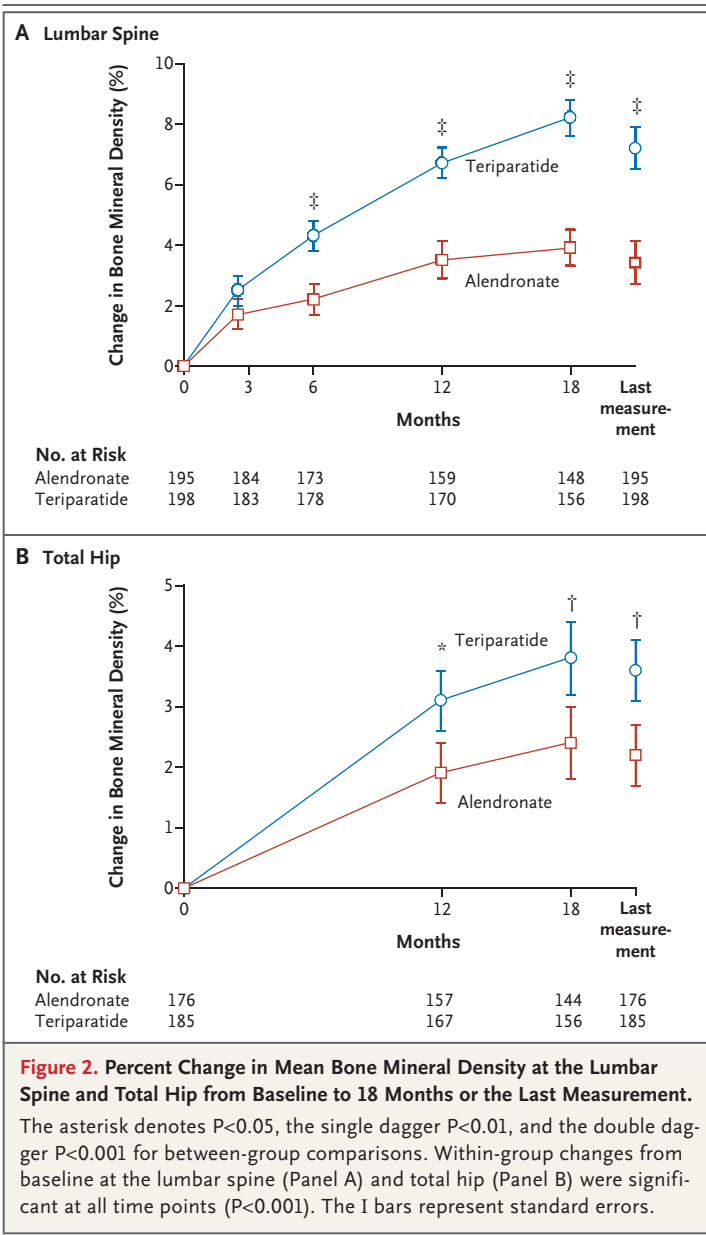 A Lumbar Spine
Change in Bone Mineral Density (%)
10
8
6
4
2
0
‡
‡
‡
‡
Teriparatide
Alendronate
0 3 6 12 18 Last
measure-
ment
Months
No. at Risk
Alendronate 195 184 173 159 148 195
Teriparatide 198 183 178 170 156 198
B Total Hip
Change in Bone Mineral Density (%)
5
4
3
2
1
0
*
†
†
Teriparatide
Alendronate
0 12 18 Last
measure-
ment
Months
No. at Risk
Alendronate 176 157 144 176
Teriparatide 185 167 156 185
Figure 2. Percent Change in Mean Bone Mineral Density at the Lumbar
Spine and Total Hip from Baseline to 18 Months or the Last Measurement.
The asterisk denotes P<0.05, the single dagger P<0.01, and the double dag-
ger P<0.001 for between-group comparisons. Within-group changes from
baseline at the lumbar spine (Panel A) and total hip (Panel B) were signifi-
cant at all time points (P<0.001). The I bars represent standard errors.